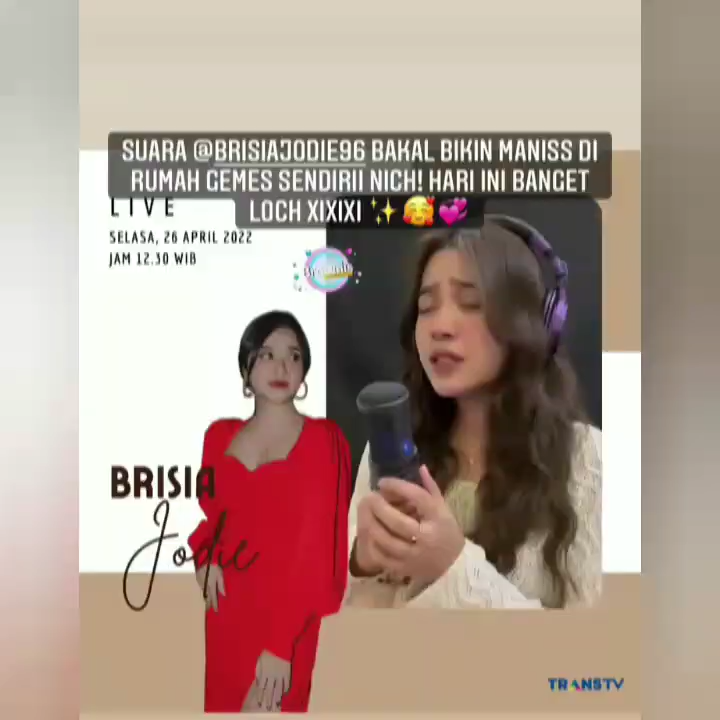 SUARA @BRISIAJODIE96 BAKAL BIKIN MANISS DI
RUMAH GEMES SENDIRII NICH! HARI INI BANGET
LOCH XIXIXI ✨🥰💞
LIVE
SELASA, 26 APRIL 2022
JAM 12.30 WIB
Brownis
BRISIA
Jodie
TRANSTV